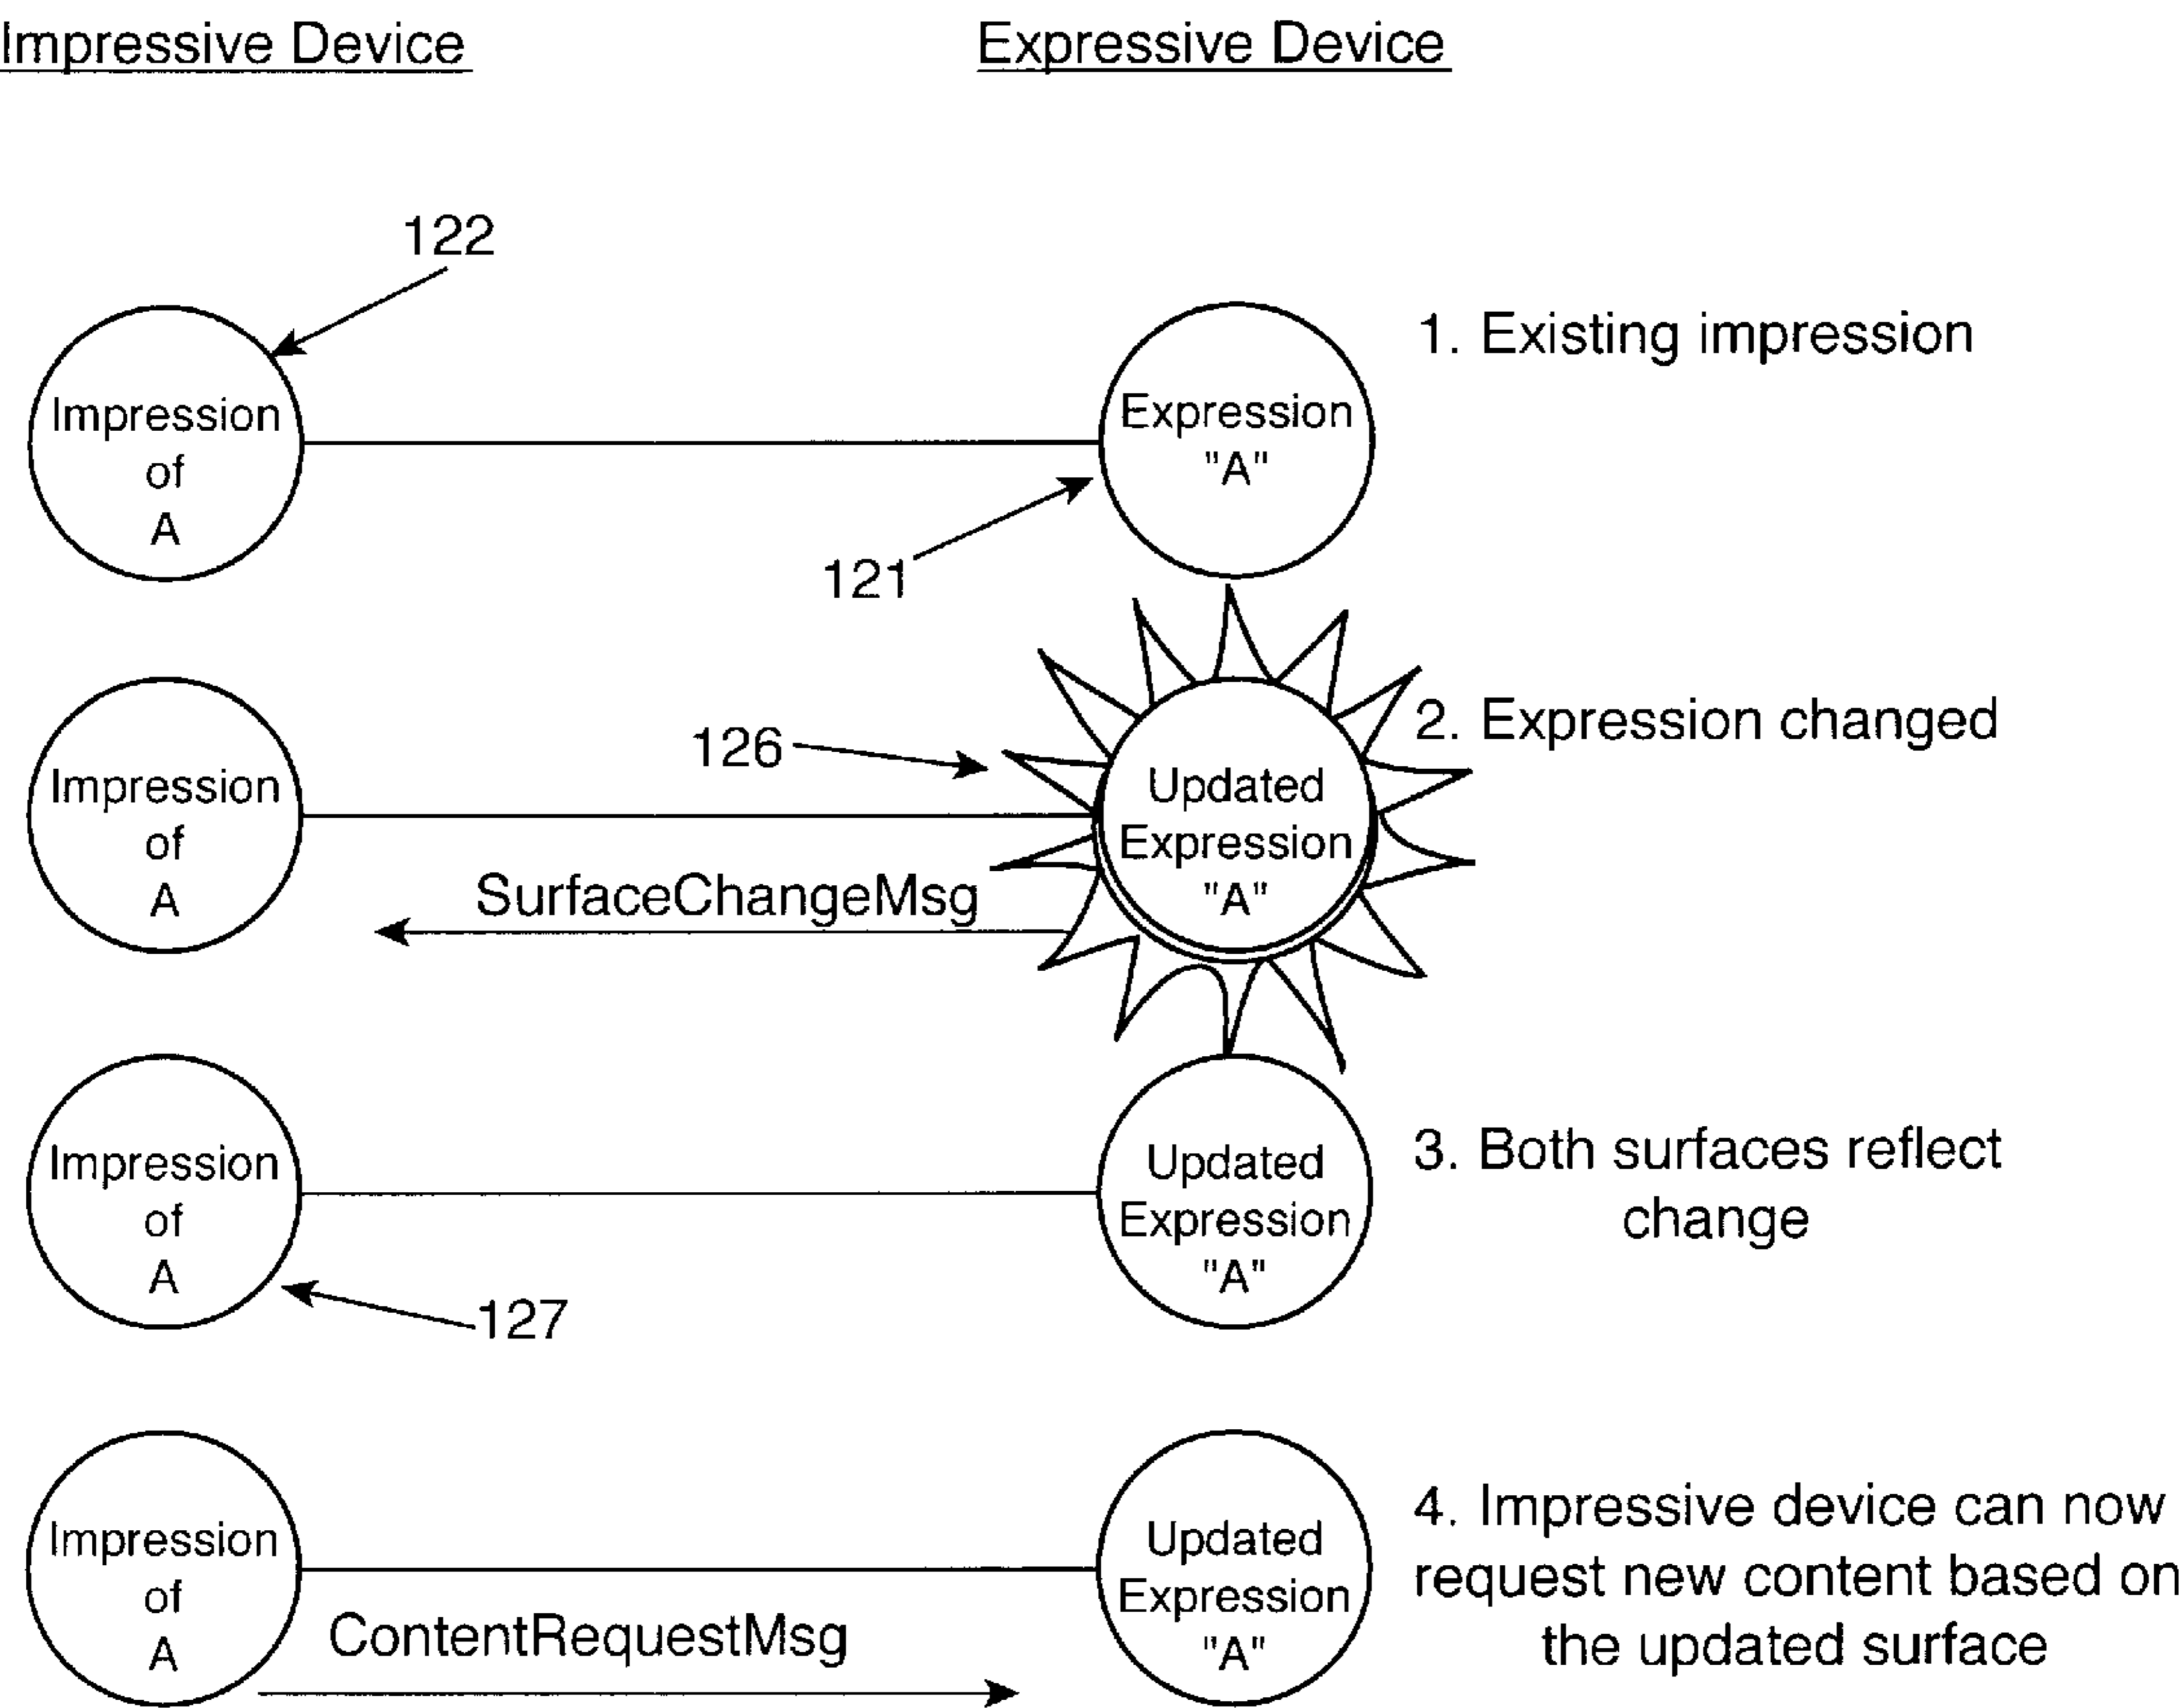 Impressive Device
Expressive Device
122
1. Existing impression
Impression
of
A
Expression
"A"
121
2. Expression changed
126
Impression
of
A
Updated
Expression
"A"
SurfaceChangeMsg
3. Both surfaces reflect
change
Impression
of
A
Updated
Expression
"A"
127
4. Impressive device can now
request new content based on
the updated surface
Impression
of
A
Updated
Expression
"A"
ContentRequestMsg